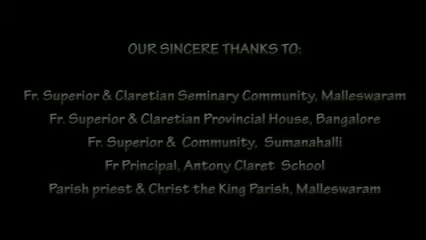 OUR SINCERE THANKS TO:
Fr. Superior & Claretian Seminary Community, Malleswaram
Fr. Superior & Claretian Provincial House, Bangalore
Fr. Superior & Community, Sumanahalli
Fr Principal, Antony Claret School
Parish priest & Christ the King Parish, Malleswaram